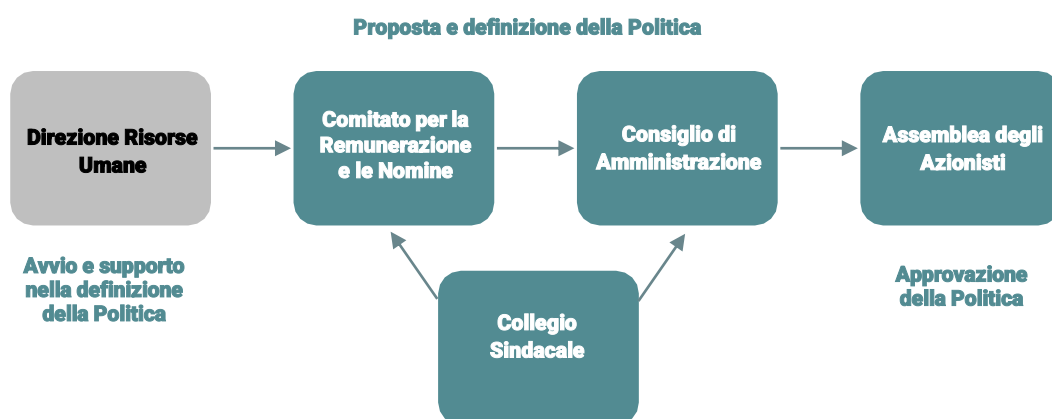 Proposta e definizione della Politica
Direzione Risorse
Umane
Comitato per la
Remunerazione
e le Nomine
Consiglio di
Amministrazione
Assemblea degli
Azionisti
Avvio e supporto
nella definizione
della Politica
Collegio
Sindacale
Approvazione
della Politica